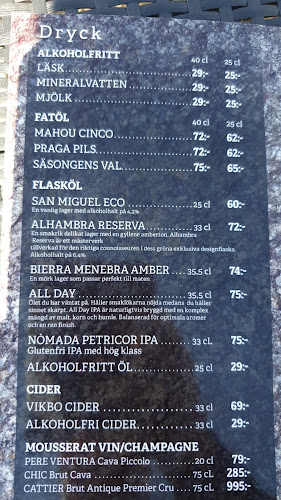 Dryck
ALKOHOLFRITT 40 cl 25 cl
LÄSK 29:- 25:-
MINERALVATTEN 29:- 25:-
MJÖLK 29:- 25:-
FATÖL 40 cl 25 cl
MAHOU CINCO 72:- 62:-
PRAGA PILS 72:- 62:-
SÄSONGENS VAL 75:- 65:-
FLASKÖL
SAN MIGUEL ECO 25 cl 60:-
En vanlig lager med alkoholhalt på 4,2%
ALHAMBRA RESERVA 33 cl 72:-
En smakrik delikat lager med en gyllene amberton. Alhambra
Reserva är ett mästerverk
tillverkad för den riktige connoisseuren i dess gröna exklusiva designflaska.
Alkoholhalt på 6.4%.
BIERRA MENEBRA AMBER 35,5 cl 74:-
En mörk lager som passar perfekt till maten
ALL DAY 35,5 cl 75:-
Ölet du har väntat på. Håller smaklökarna nöjda medans du håller
sinnet skarpt. All Day IPA är naturligtvis bryggd med en komplex
mängd av malt, korn och humle. Balanserad för optimala aromer
och en ren finish.
NÒMADA PETRICOR IPA 33 cL 75:-
Glutenfri IPA med hög klass
ALKOHOLFRITT ÖL 25 cl 29:-
CIDER
VIKBO CIDER 33 cl 69:-
ALKOHOLFRI CIDER 33 cl 29:-
MOUSSERAT VIN/CHAMPAGNE
PERE VENTURA Cava Piccolo 20 cl 79:-
CHIC Brut Cava 75 cL 285:-
CATTIER Brut Antique Premier Cru 75 cL 995:-